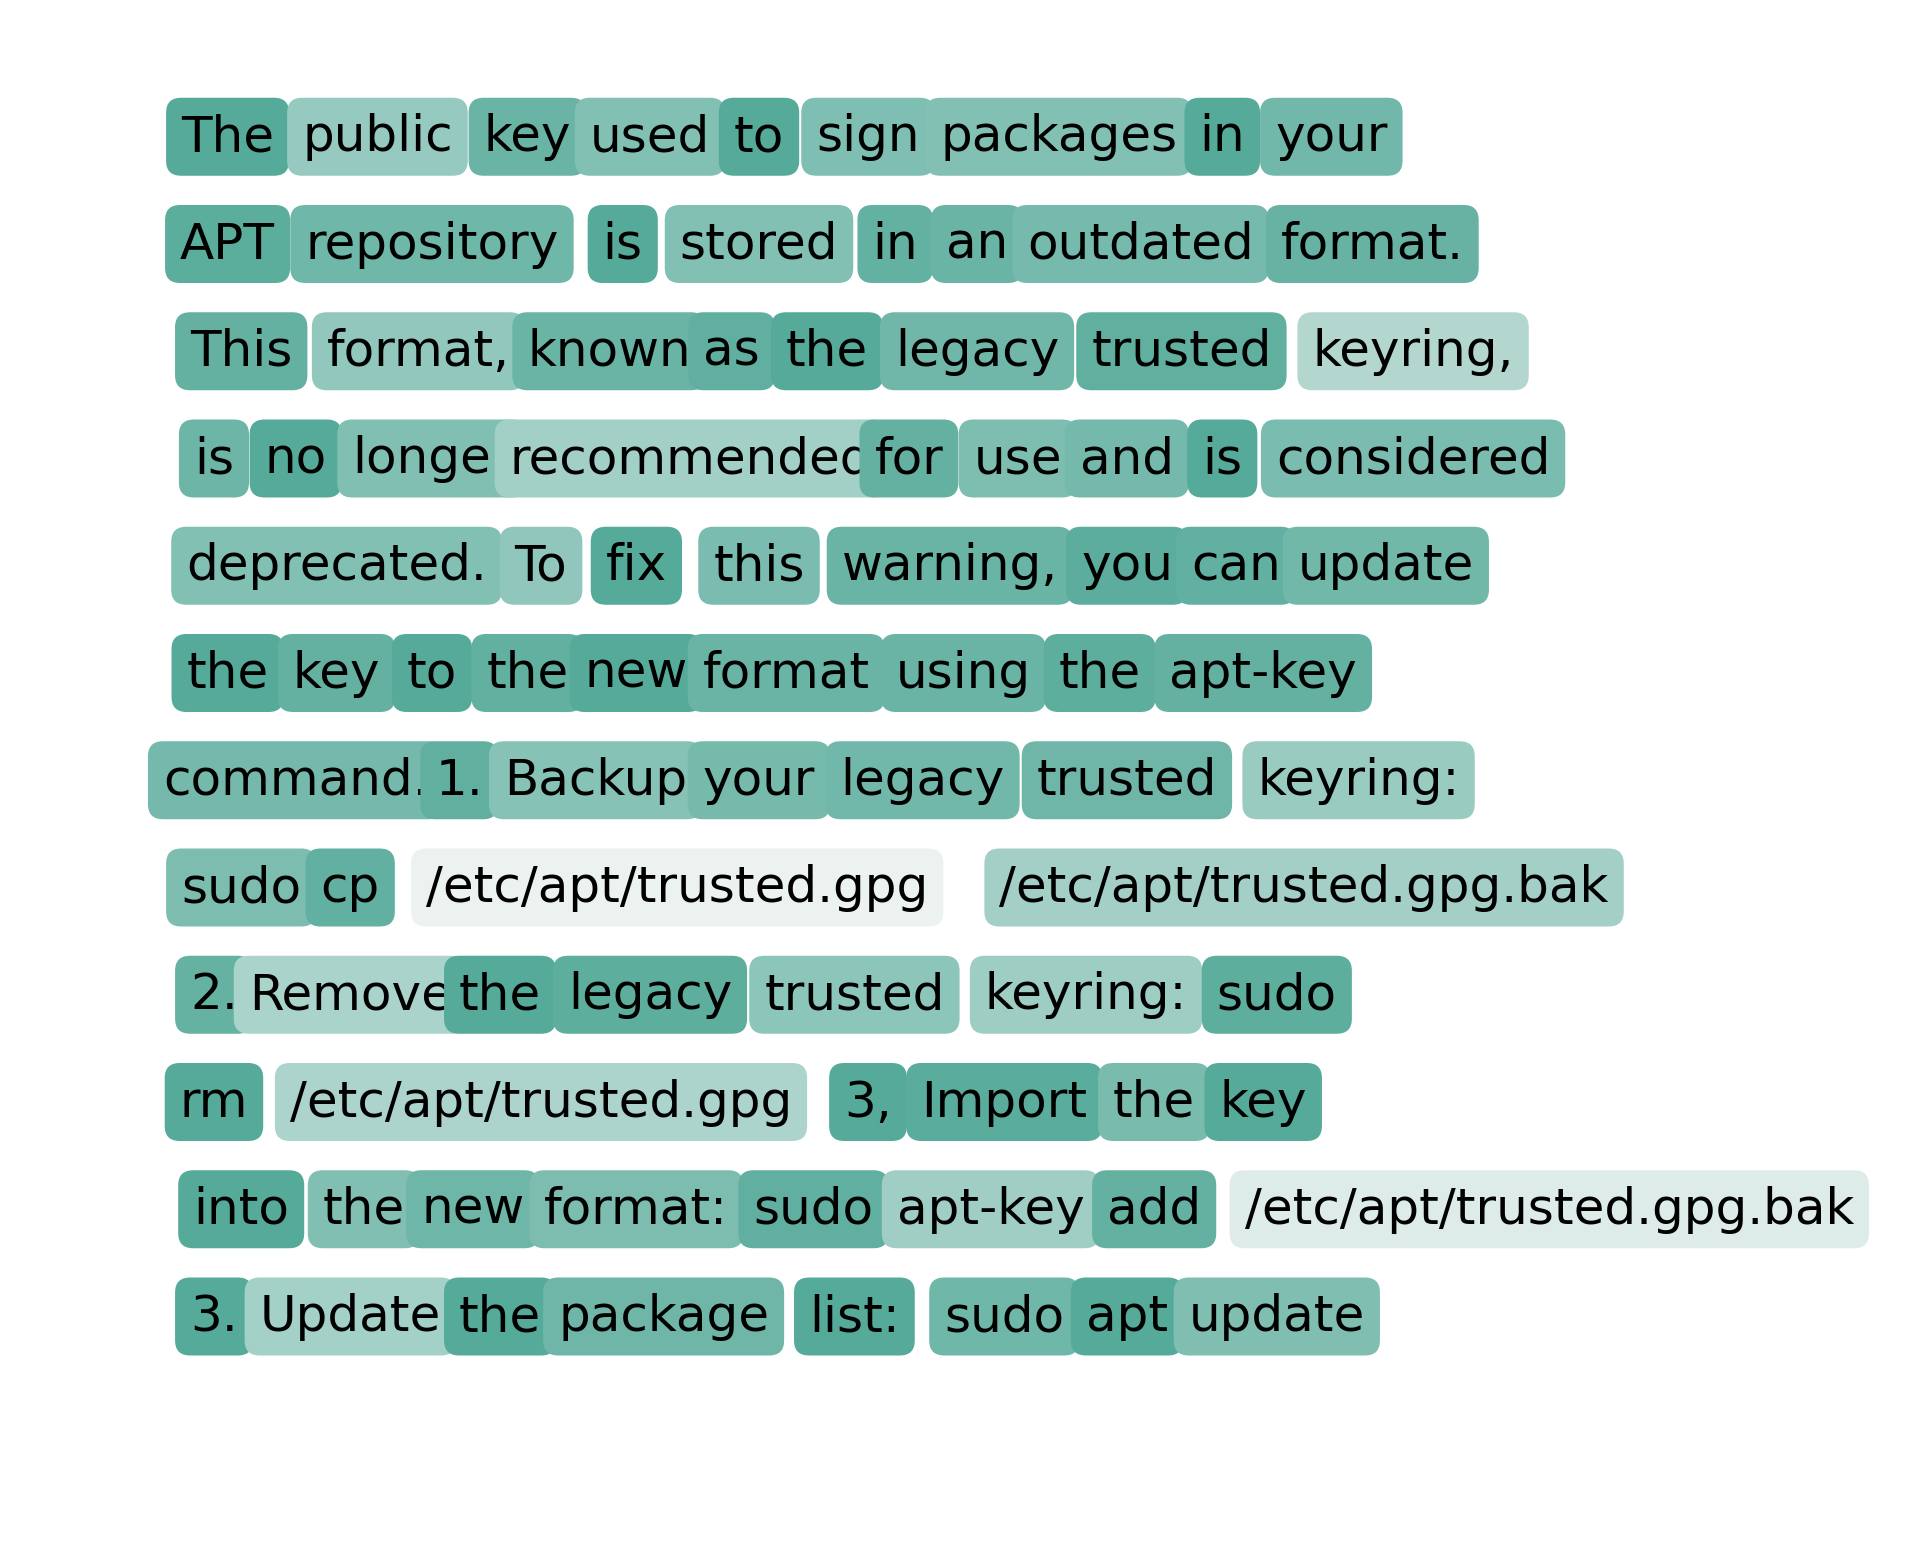 The public key used to sign packages in your
APT repository is stored in an outdated format.
This format, known as the legacy trusted keyring,
is no longe recommended for use and is considered
deprecated. To fix this warning, you can update
the key to the new format using the apt-key
command. 1. Backup your legacy trusted keyring:
sudo cp /etc/apt/trusted.gpg /etc/apt/trusted.gpg.bak
2. Remove the legacy trusted keyring: sudo
rm /etc/apt/trusted.gpg 3, Import the key
into the new format: sudo apt-key add /etc/apt/trusted.gpg.bak
3. Update the package list: sudo apt update